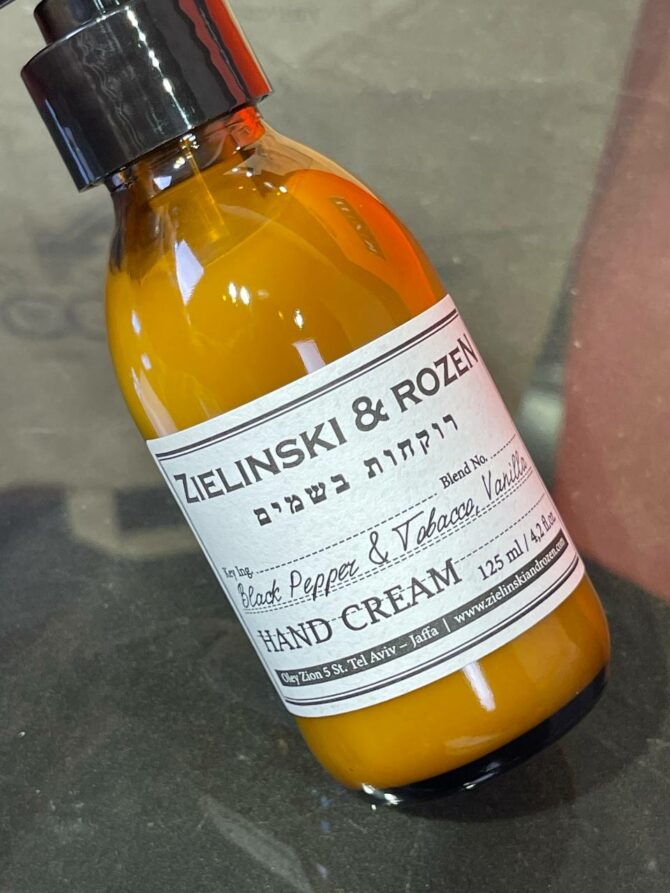 ZIELINSKI & ROZEN
רוקחות בשמים
Blend No.
Key Ing.
Black Pepper & Tobacco, Vanilla
HAND CREAM 125 ml / 4,2 fl.oz
Oley Zion 5 St. Tel Aviv – Jaffa | www.zielinskiandrozen.com